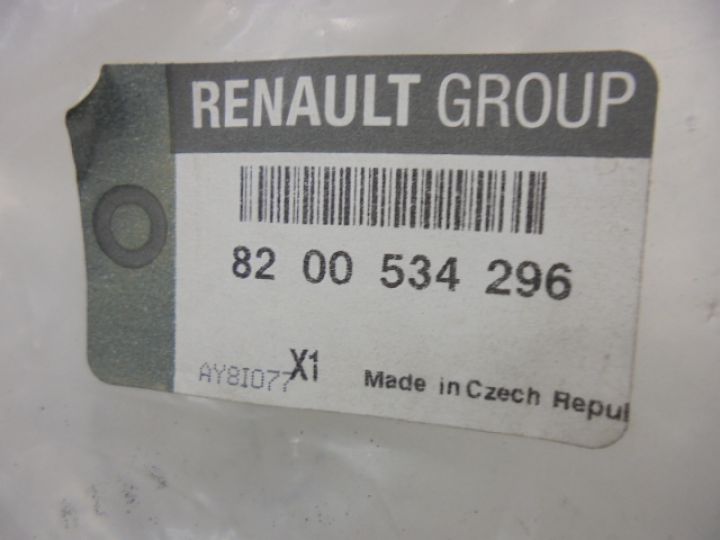 RENAULT GROUP
82 00 534 296
AY8I077 X1 Made in Czech Repul